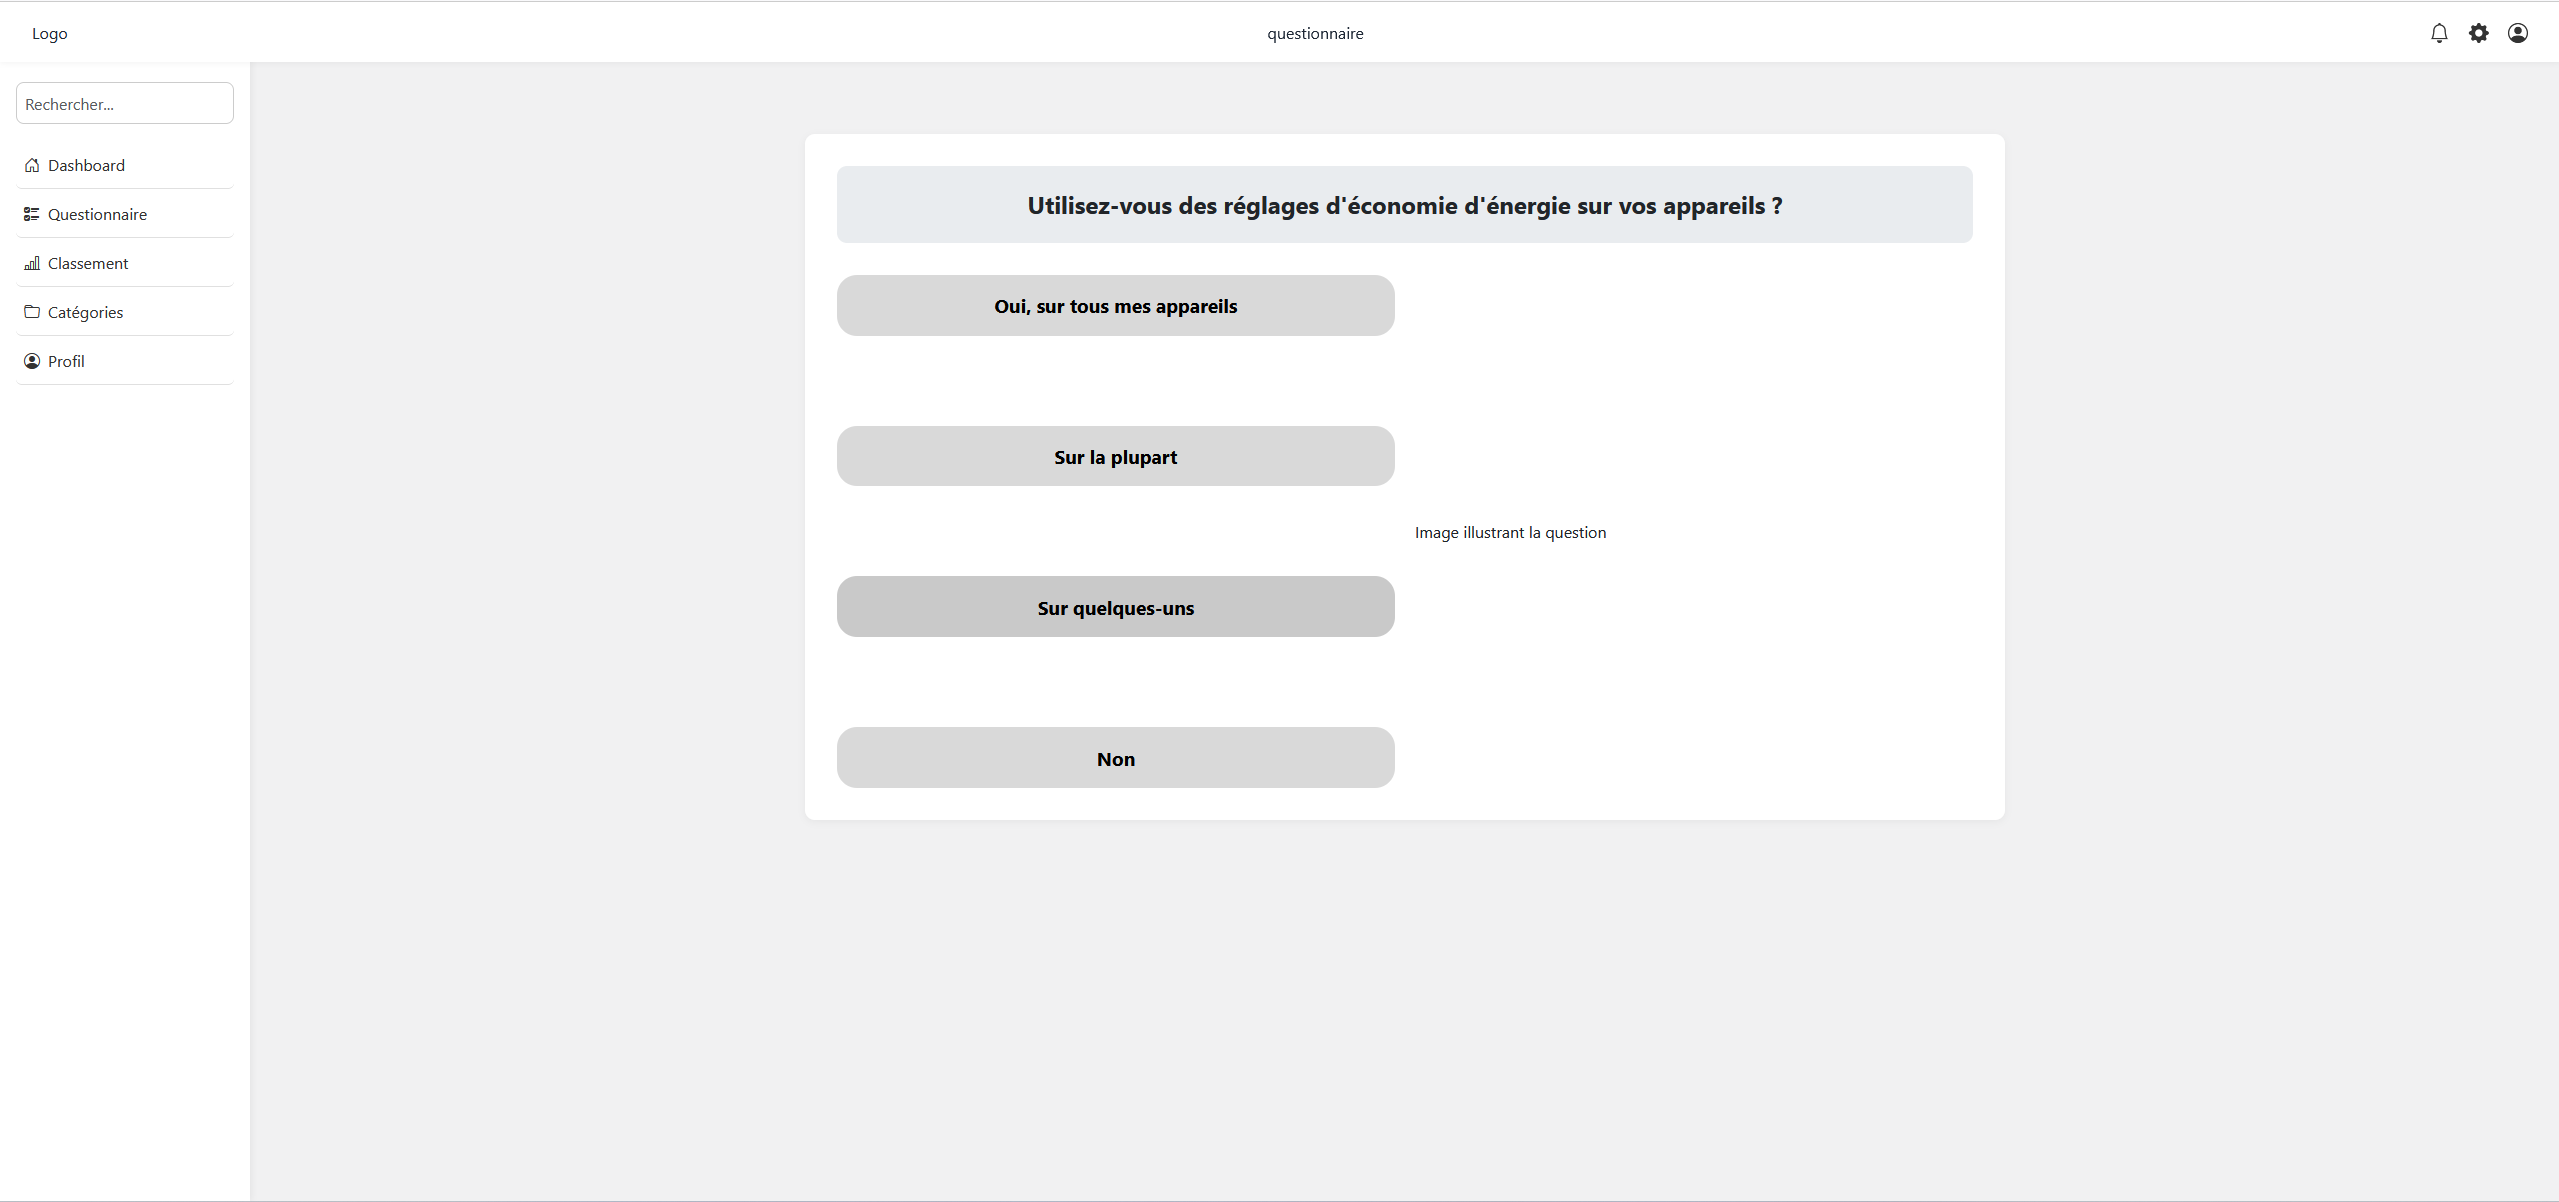 Logo
questionnaire
Rechercher...
Dashboard
Questionnaire
Classement
Catégories
Profil
Utilisez-vous des réglages d'économie d'énergie sur vos appareils ?
Oui, sur tous mes appareils
Sur la plupart
Image illustrant la question
Sur quelques-uns
Non